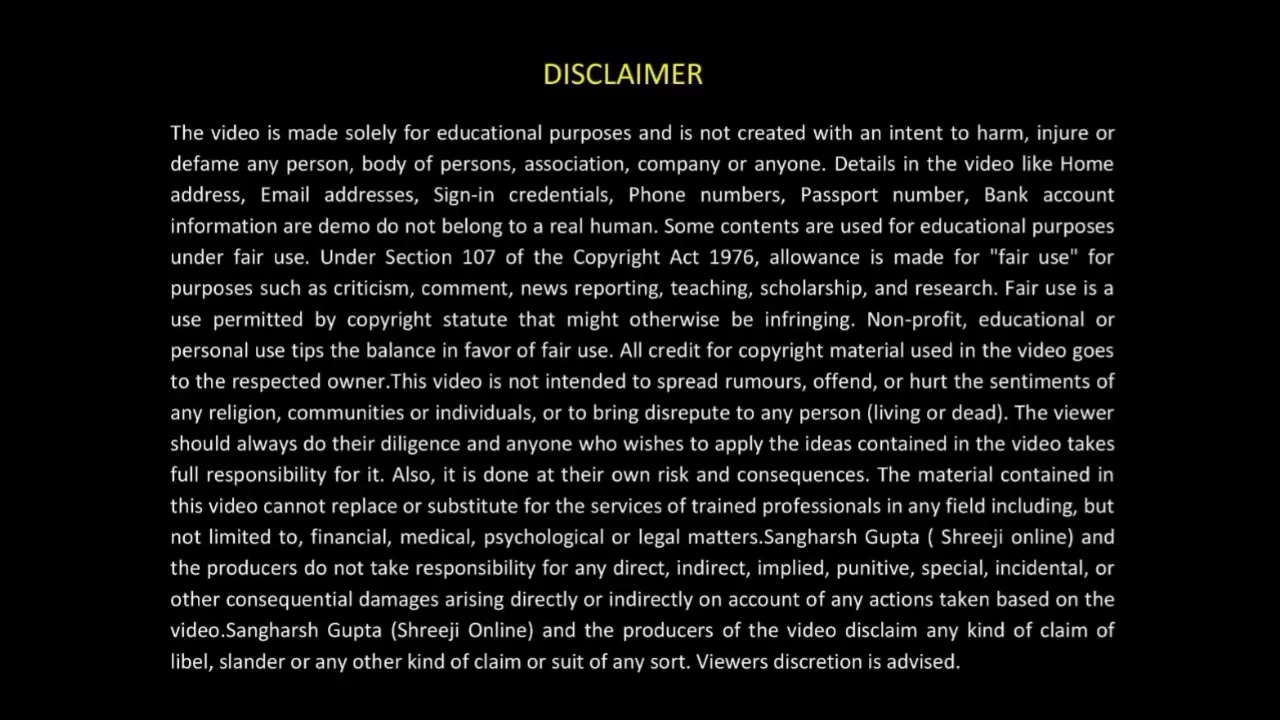 DISCLAIMER
The video is made solely for educational purposes and is not created with an intent to harm, injure or
defame any person, body of persons, association, company or anyone. Details in the video like Home
address, Email addresses, Sign-in credentials, Phone numbers, Passport number, Bank account
information are demo do not belong to a real human. Some contents are used for educational purposes
under fair use. Under Section 107 of the Copyright Act 1976, allowance is made for "fair use" for
purposes such as criticism, comment, news reporting, teaching, scholarship, and research. Fair use is a
use permitted by copyright statute that might otherwise be infringing. Non-profit, educational or
personal use tips the balance in favor of fair use. All credit for copyright material used in the video goes
to the respected owner.This video is not intended to spread rumours, offend, or hurt the sentiments of
any religion, communities or individuals, or to bring disrepute to any person (living or dead). The viewer
should always do their diligence and anyone who wishes to apply the ideas contained in the video takes
full responsibility for it. Also, it is done at their own risk and consequences. The material contained in
this video cannot replace or substitute for the services of trained professionals in any field including, but
not limited to, financial, medical, psychological or legal matters.Sangharsh Gupta ( Shreeji online) and
the producers do not take responsibility for any direct, indirect, implied, punitive, special, incidental, or
other consequential damages arising directly or indirectly on account of any actions taken based on the
video.Sangharsh Gupta (Shreeji Online) and the producers of the video disclaim any kind of claim of
libel, slander or any other kind of claim or suit of any sort. Viewers discretion is advised.